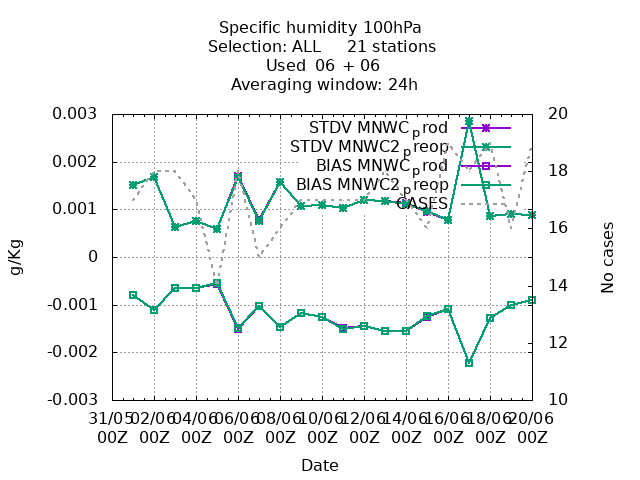 Specific humidity 100hPa
Selection: ALL 21 stations
Used 06 + 06
Averaging window: 24h
0.003
0.002
0.001
0
-0.001
-0.002
-0.003
g/Kg
20
18
16
14
12
10
No cases
STDV MNWC_prod
STDV MNWC2_preop
BIAS MNWC_prod
BIAS MNWC2_preop
CASES
31/05 02/06 04/06 06/06 08/06 10/06 12/06 14/06 16/06 18/06 20/06
00Z 00Z 00Z 00Z 00Z 00Z 00Z 00Z 00Z 00Z 00Z
Date